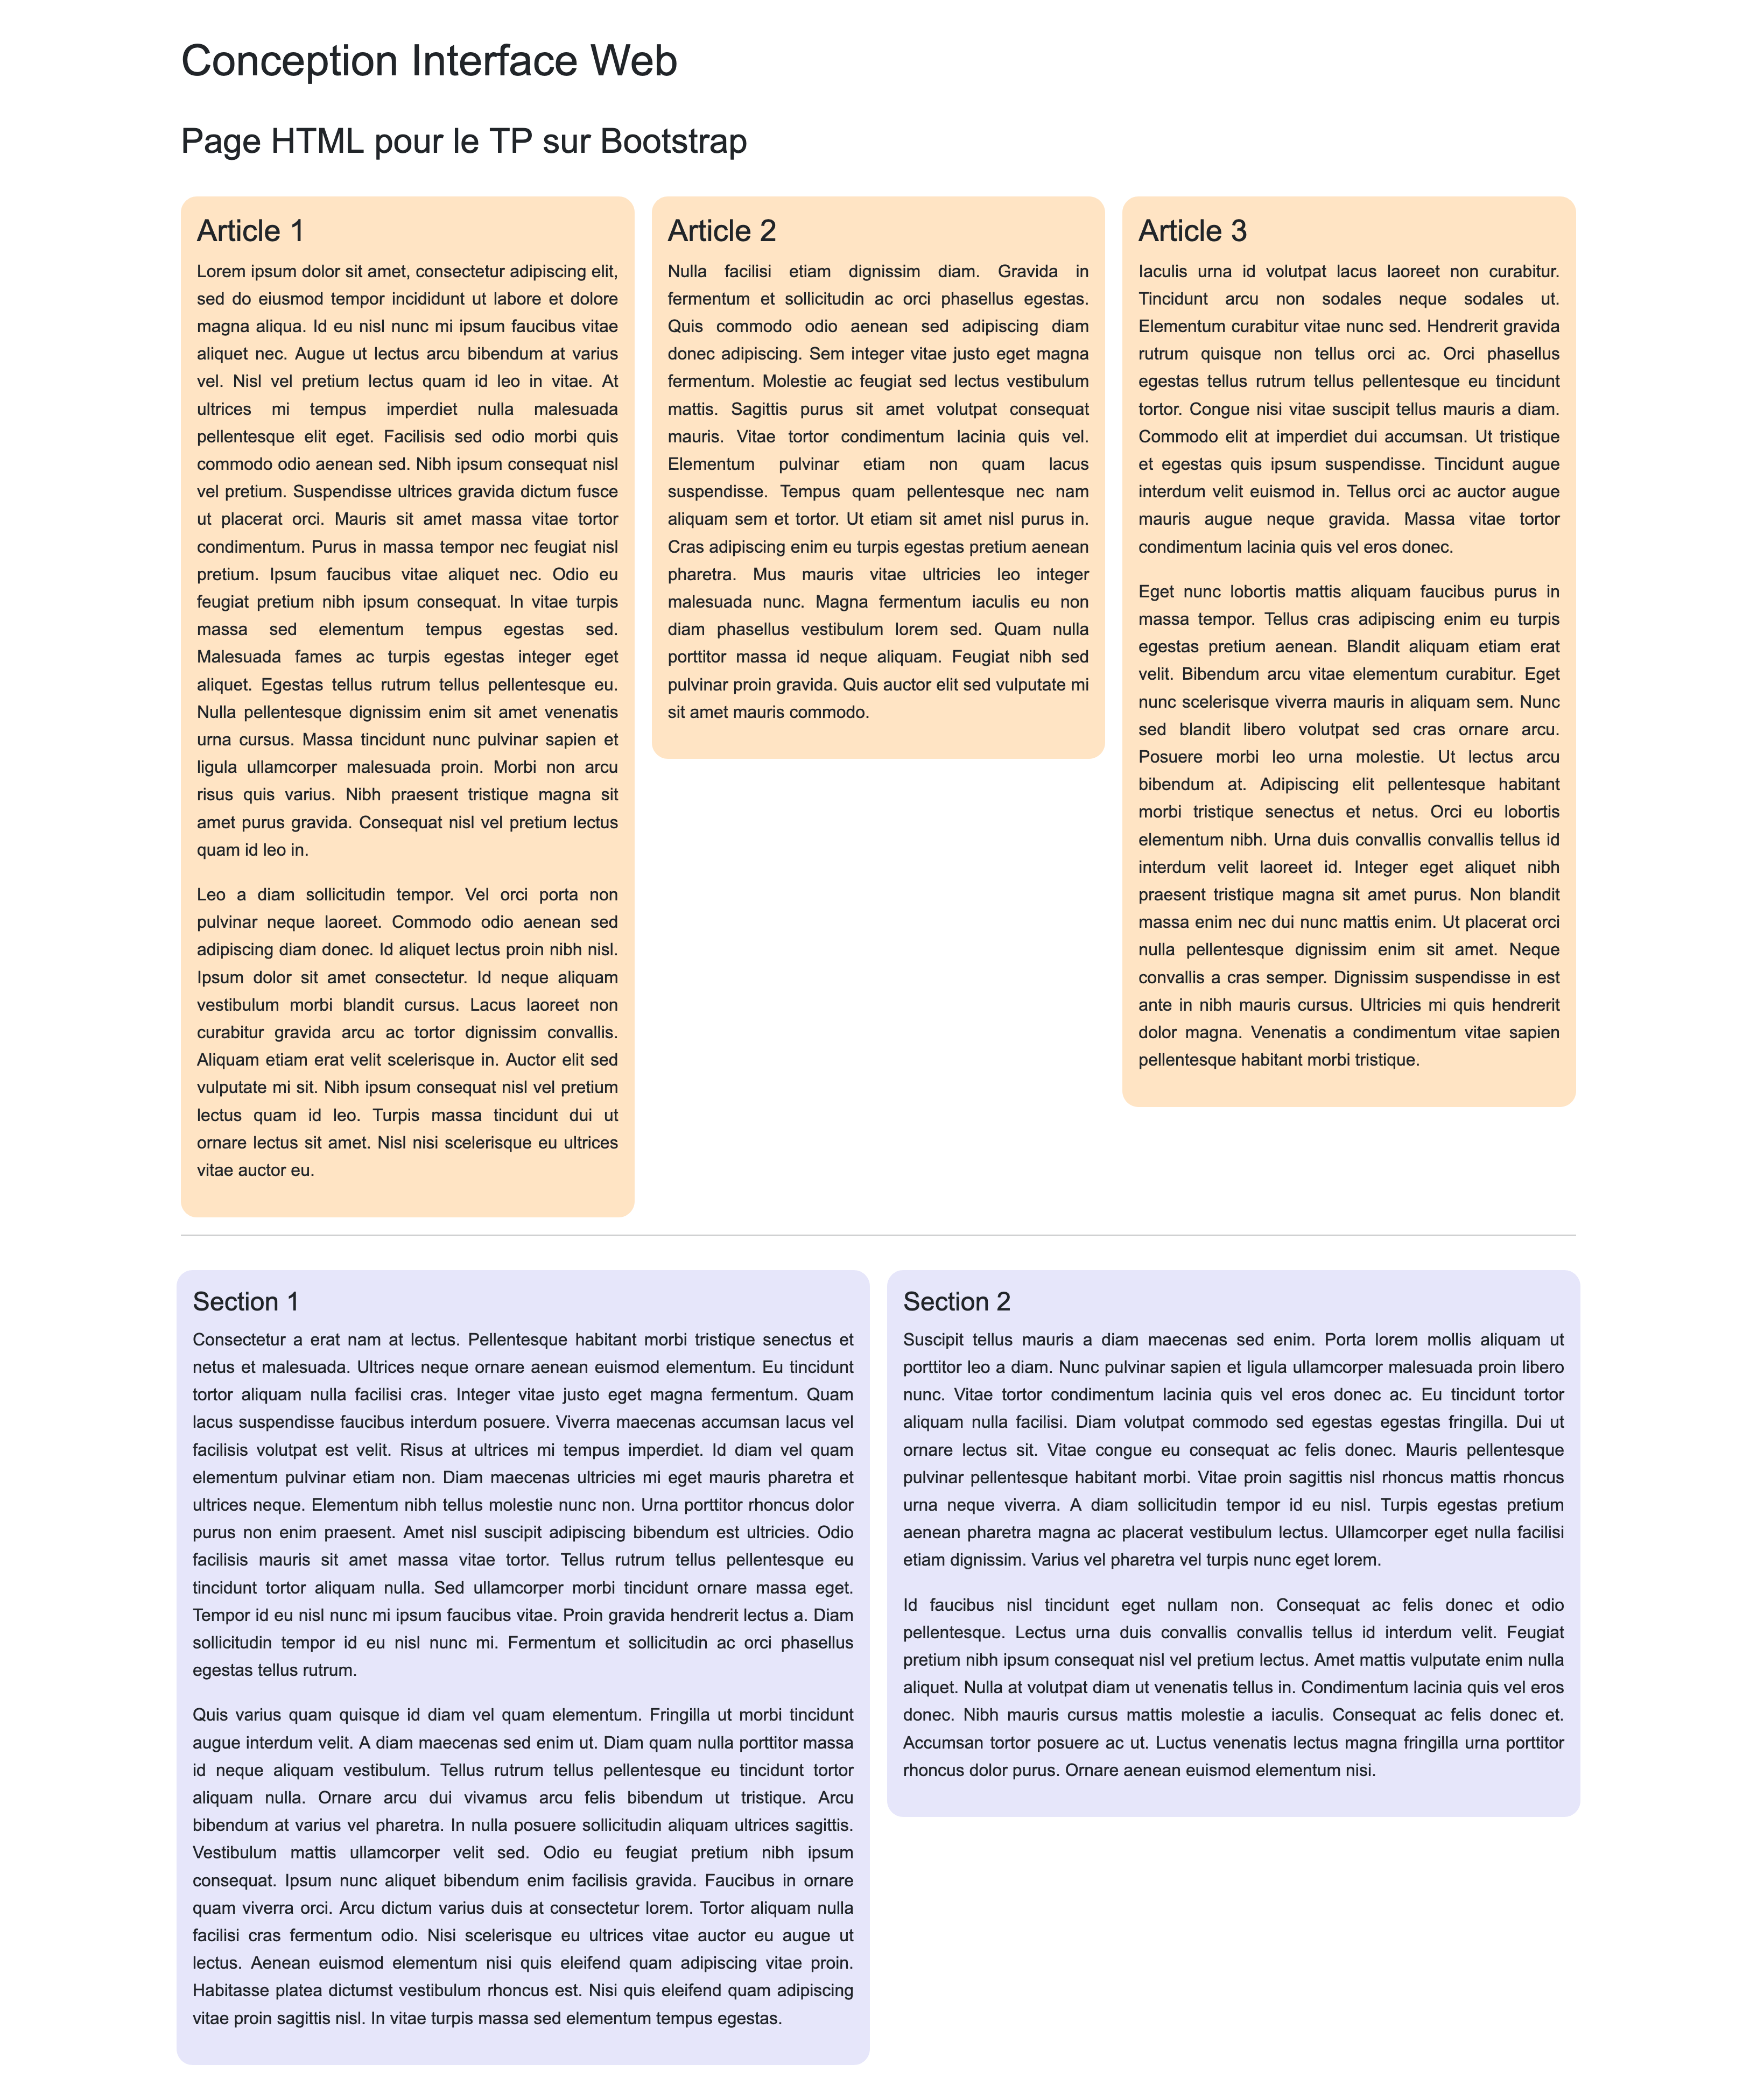 Conception Interface Web
Page HTML pour le TP sur Bootstrap
Article 1
Lorem ipsum dolor sit amet, consectetur adipiscing elit,
sed do eiusmod tempor incididunt ut labore et dolore
magna aliqua. Id eu nisl nunc mi ipsum faucibus vitae
aliquet nec. Augue ut lectus arcu bibendum at varius
vel. Nisl vel pretium lectus quam id leo in vitae. At
ultrices mi tempus imperdiet nulla malesuada
pellentesque elit eget. Facilisis sed odio morbi quis
commodo odio aenean sed. Nibh ipsum consequat nisl
vel pretium. Suspendisse ultrices gravida dictum fusce
ut placerat orci. Mauris sit amet massa vitae tortor
condimentum. Purus in massa tempor nec feugiat nisl
pretium. Ipsum faucibus vitae aliquet nec. Odio eu
feugiat pretium nibh ipsum consequat. In vitae turpis
massa sed elementum tempus egestas sed.
Malesuada fames ac turpis egestas integer eget
aliquet. Egestas tellus rutrum tellus pellentesque eu.
Nulla pellentesque dignissim enim sit amet venenatis
urna cursus. Massa tincidunt nunc pulvinar sapien et
ligula ullamcorper malesuada proin. Morbi non arcu
risus quis varius. Nibh praesent tristique magna sit
amet purus gravida. Consequat nisl vel pretium lectus
quam id leo in.
Leo a diam sollicitudin tempor. Vel orci porta non
pulvinar neque laoreet. Commodo odio aenean sed
adipiscing diam donec. Id aliquet lectus proin nibh nisl.
Ipsum dolor sit amet consectetur. Id neque aliquam
vestibulum morbi blandit cursus. Lacus laoreet non
curabitur gravida arcu ac tortor dignissim convallis.
Aliquam etiam erat velit scelerisque in. Auctor elit sed
vulputate mi sit. Nibh ipsum consequat nisl vel pretium
lectus quam id leo. Turpis massa tincidunt dui ut
ornare lectus sit amet. Nisl nisi scelerisque eu ultrices
vitae auctor eu.
Article 2
Nulla facilisi etiam dignissim diam. Gravida in
fermentum et sollicitudin ac orci phasellus egestas.
Quis commodo odio aenean sed adipiscing diam
donec adipiscing. Sem integer vitae justo eget magna
fermentum. Molestie ac feugiat sed lectus vestibulum
mattis. Sagittis purus sit amet volutpat consequat
mauris. Vitae tortor condimentum lacinia quis vel.
Elementum pulvinar etiam non quam lacus
suspendisse. Tempus quam pellentesque nec nam
aliquam sem et tortor. Ut etiam sit amet nisl purus in.
Cras adipiscing enim eu turpis egestas pretium aenean
pharetra. Mus mauris vitae ultricies leo integer
malesuada nunc. Magna fermentum iaculis eu non
diam phasellus vestibulum lorem sed. Quam nulla
porttitor massa id neque aliquam. Feugiat nibh sed
pulvinar proin gravida. Quis auctor elit sed vulputate mi
sit amet mauris commodo.
Article 3
Iaculis urna id volutpat lacus laoreet non curabitur.
Tincidunt arcu non sodales neque sodales ut.
Elementum curabitur vitae nunc sed. Hendrerit gravida
rutrum quisque non tellus orci ac. Orci phasellus
egestas tellus rutrum tellus pellentesque eu tincidunt
tortor. Congue nisi vitae suscipit tellus mauris a diam.
Commodo elit at imperdiet dui accumsan. Ut tristique
et egestas quis ipsum suspendisse. Tincidunt augue
interdum velit euismod in. Tellus orci ac auctor augue
mauris augue neque gravida. Massa vitae tortor
condimentum lacinia quis vel eros donec.
Eget nunc lobortis mattis aliquam faucibus purus in
massa tempor. Tellus cras adipiscing enim eu turpis
egestas pretium aenean. Blandit aliquam etiam erat
velit. Bibendum arcu vitae elementum curabitur. Eget
nunc scelerisque viverra mauris in aliquam sem. Nunc
sed blandit libero volutpat sed cras ornare arcu.
Posuere morbi leo urna molestie. Ut lectus arcu
bibendum at. Adipiscing elit pellentesque habitant
morbi tristique senectus et netus. Orci eu lobortis
elementum nibh. Urna duis convallis convallis tellus id
interdum velit laoreet id. Integer eget aliquet nibh
praesent tristique magna sit amet purus. Non blandit
massa enim nec dui nunc mattis enim. Ut placerat orci
nulla pellentesque dignissim enim sit amet. Neque
convallis a cras semper. Dignissim suspendisse in est
ante in nibh mauris cursus. Ultricies mi quis hendrerit
dolor magna. Venenatis a condimentum vitae sapien
pellentesque habitant morbi tristique.
Section 1
Consectetur a erat nam at lectus. Pellentesque habitant morbi tristique senectus et
netus et malesuada. Ultrices neque ornare aenean euismod elementum. Eu tincidunt
tortor aliquam nulla facilisi cras. Integer vitae justo eget magna fermentum. Quam
lacus suspendisse faucibus interdum posuere. Viverra maecenas accumsan lacus vel
facilisis volutpat est velit. Risus at ultrices mi tempus imperdiet. Id diam vel quam
elementum pulvinar etiam non. Diam maecenas ultricies mi eget mauris pharetra et
ultrices neque. Elementum nibh tellus molestie nunc non. Urna porttitor rhoncus dolor
purus non enim praesent. Amet nisl suscipit adipiscing bibendum est ultricies. Odio
facilisis mauris sit amet massa vitae tortor. Tellus rutrum tellus pellentesque eu
tincidunt tortor aliquam nulla. Sed ullamcorper morbi tincidunt ornare massa eget.
Tempor id eu nisl nunc mi ipsum faucibus vitae. Proin gravida hendrerit lectus a. Diam
sollicitudin tempor id eu nisl nunc mi. Fermentum et sollicitudin ac orci phasellus
egestas tellus rutrum.
Quis varius quam quisque id diam vel quam elementum. Fringilla ut morbi tincidunt
augue interdum velit. A diam maecenas sed enim ut. Diam quam nulla porttitor massa
id neque aliquam vestibulum. Tellus rutrum tellus pellentesque eu tincidunt tortor
aliquam nulla. Ornare arcu dui vivamus arcu felis bibendum ut tristique. Arcu
bibendum at varius vel pharetra. In nulla posuere sollicitudin aliquam ultrices sagittis.
Vestibulum mattis ullamcorper velit sed. Odio eu feugiat pretium nibh ipsum
consequat. Ipsum nunc aliquet bibendum enim facilisis gravida. Faucibus in ornare
quam viverra orci. Arcu dictum varius duis at consectetur lorem. Tortor aliquam nulla
facilisi cras fermentum odio. Nisi scelerisque eu ultrices vitae auctor eu augue ut
lectus. Aenean euismod elementum nisi quis eleifend quam adipiscing vitae proin.
Habitasse platea dictumst vestibulum rhoncus est. Nisi quis eleifend quam adipiscing
vitae proin sagittis nisl. In vitae turpis massa sed elementum tempus egestas.
Section 2
Suscipit tellus mauris a diam maecenas sed enim. Porta lorem mollis aliquam ut
porttitor leo a diam. Nunc pulvinar sapien et ligula ullamcorper malesuada proin libero
nunc. Vitae tortor condimentum lacinia quis vel eros donec ac. Eu tincidunt tortor
aliquam nulla facilisi. Diam volutpat commodo sed egestas egestas fringilla. Dui ut
ornare lectus sit. Vitae congue eu consequat ac felis donec. Mauris pellentesque
pulvinar pellentesque habitant morbi. Vitae proin sagittis nisl rhoncus mattis rhoncus
urna neque viverra. A diam sollicitudin tempor id eu nisl. Turpis egestas pretium
aenean pharetra magna ac placerat vestibulum lectus. Ullamcorper eget nulla facilisi
etiam dignissim. Varius vel pharetra vel turpis nunc eget lorem.
Id faucibus nisl tincidunt eget nullam non. Consequat ac felis donec et odio
pellentesque. Lectus urna duis convallis convallis tellus id interdum velit. Feugiat
pretium nibh ipsum consequat nisl vel pretium lectus. Amet mattis vulputate enim nulla
aliquet. Nulla at volutpat diam ut venenatis tellus in. Condimentum lacinia quis vel eros
donec. Nibh mauris cursus mattis molestie a iaculis. Consequat ac felis donec et.
Accumsan tortor posuere ac ut. Luctus venenatis lectus magna fringilla urna porttitor
rhoncus dolor purus. Ornare aenean euismod elementum nisi.